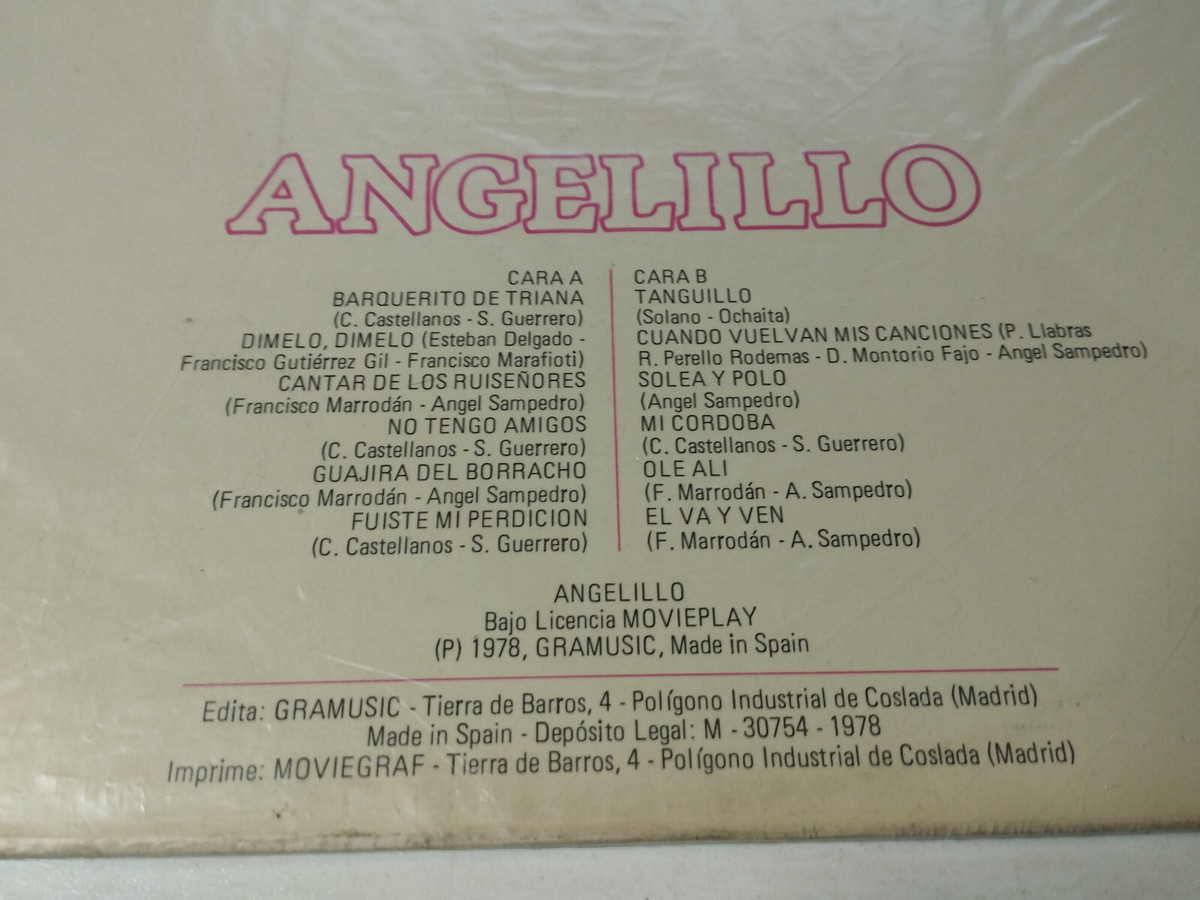 ANGELILLO
CARA A
BARQUERITO DE TRIANA
(C. Castellanos - S. Guerrero)
DIMELO, DIMELO (Esteban Delgado -
Francisco Gutiérrez Gil - Francisco Marafioti)
CANTAR DE LOS RUISEÑORES
(Francisco Marrodán - Angel Sampedro)
NO TENGO AMIGOS
(C. Castellanos - S. Guerrero)
GUAJIRA DEL BORRACHO
(Francisco Marrodán - Angel Sampedro)
FUISTE MI PERDICION
(C. Castellanos - S. Guerrero)
CARA B
TANGUILLO
(Solano - Ochaita)
CUANDO VUELVAN MIS CANCIONES (P. Llabras
R. Perello Rodemas - D. Montorio Fajo - Angel Sampedro)
SOLEA Y POLO
(Angel Sampedro)
MI CORDOBA
(C. Castellanos - S. Guerrero)
OLE ALI
(F. Marrodán - A. Sampedro)
EL VA Y VEN
(F. Marrodán - A. Sampedro)
ANGELILLO
Bajo Licencia MOVIEPLAY
(P) 1978, GRAMUSIC, Made in Spain
Edita: GRAMUSIC - Tierra de Barros, 4 - Polígono Industrial de Coslada (Madrid)
Made in Spain - Depósito Legal: M - 30754 - 1978
Imprime: MOVIEGRAF - Tierra de Barros, 4 - Polígono Industrial de Coslada (Madrid)